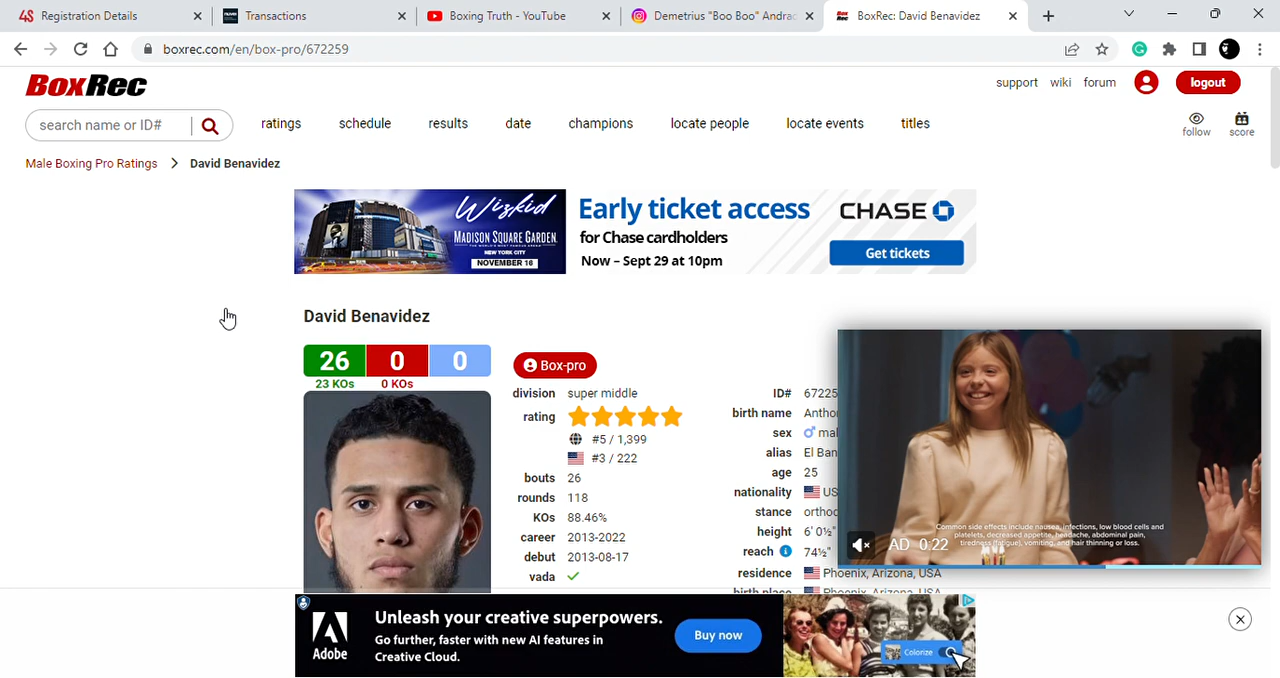 Registration Details
Transactions
Boxing Truth - YouTube
Demetrius "Boo Boo" Andrac
BoxRec: David Benavidez
boxrec.com/en/box-pro/672259
BoxRec
support wiki forum logout
search name or ID#
ratings schedule results date champions locate people locate events titles
follow score
Male Boxing Pro Ratings > David Benavidez
Wizkid
MADISON SQUARE GARDEN
NEW YORK CITY
NOVEMBER 16
Early ticket access
for Chase cardholders
Now – Sept 29 at 10pm
CHASE
Get tickets
David Benavidez
26 0 0
23 KOs 0 KOs
Box-pro
division super middle
rating
#5 / 1,399
#3 / 222
bouts 26
rounds 118
KOs 88.46%
career 2013-2022
debut 2013-08-17
vada
ID# 67225
birth name Anthor
sex mal
alias El Ban
age 25
nationality US
stance orthod
height 6' 0½"
reach 74½"
residence Phoenix, Arizona, USA
birth place Phoenix, Arizona, USA
Common side effects include nausea, infections, low blood cells and
platelets, decreased appetite, headache, abdominal pain,
tiredness (fatigue), vomiting, and hair thinning or loss.
AD 0:22
Adobe
Unleash your creative superpowers.
Go further, faster with new AI features in
Creative Cloud.
Buy now
Colorize